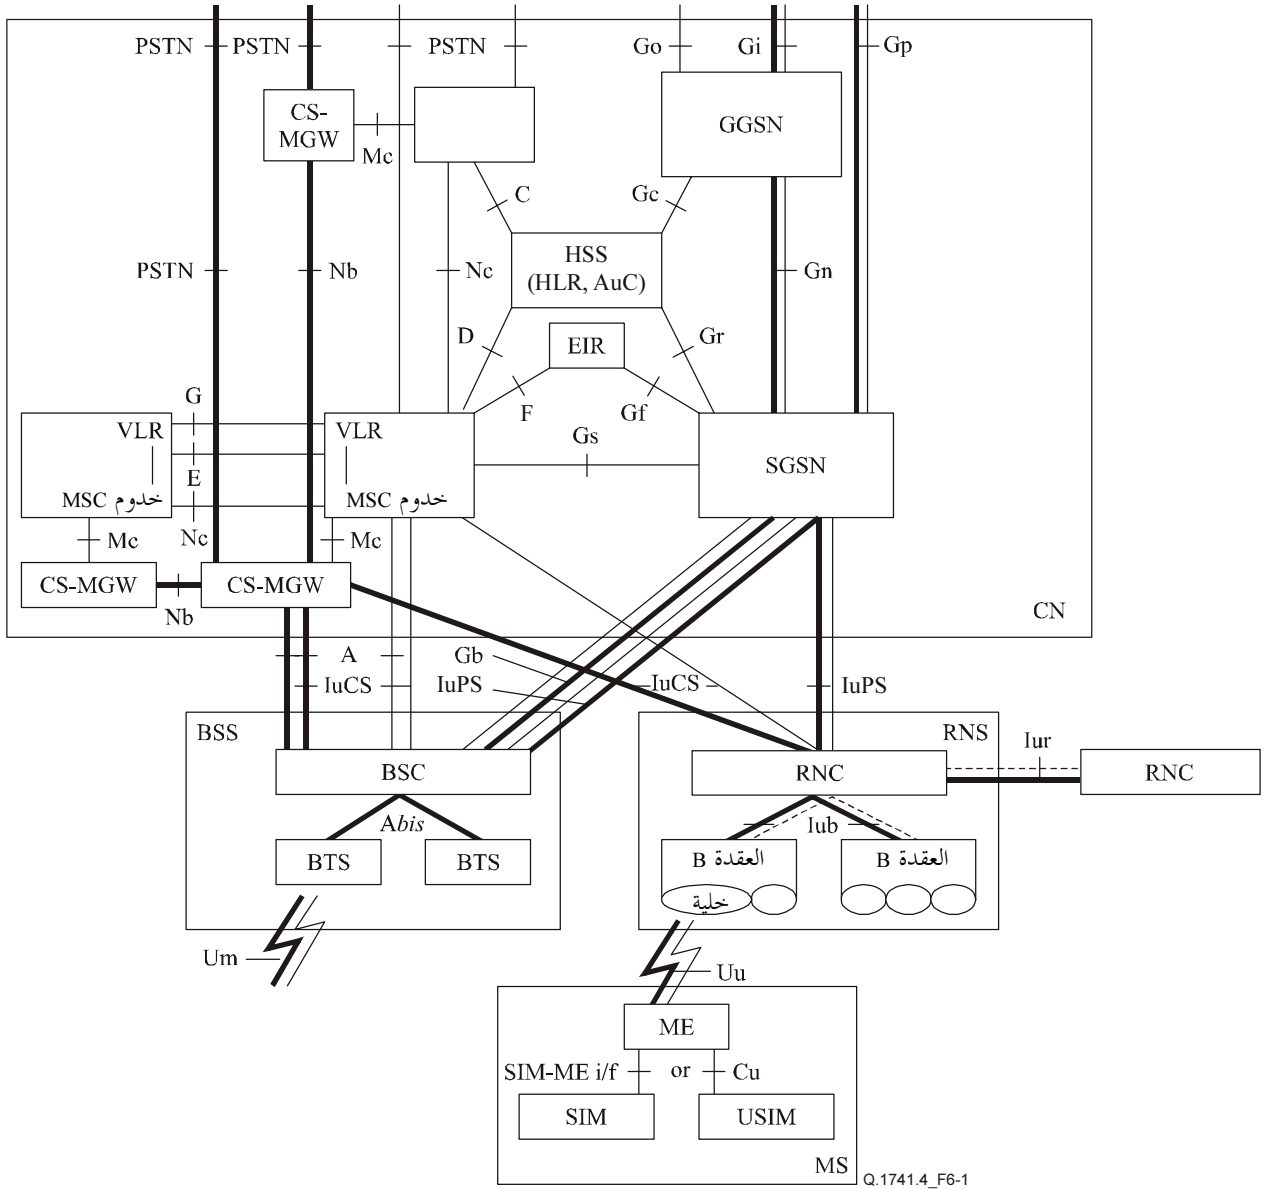 PSTN PSTN PSTN Go Gi Gp
CS-
MGW
Mc
GGSN
C Gc
HSS
(HLR, AuC)
PSTN Nb Nc Gn
D Gr
EIR
F Gf
G
VLR VLR
Gs
E
SGSN
خدوم MSC خدوم MSC
Mc Nc Mc
CS-MGW CS-MGW
Nb
CN
A Gb
IuCS IuPS IuCS IuPS
BSS RNS
Iur
BSC RNC RNC
Abis Iub
BTS BTS
العقدة B العقدة B
خلية
Um
Uu
ME
SIM-ME i/f or Cu
SIM USIM
MS
Q.1741.4_F6-1